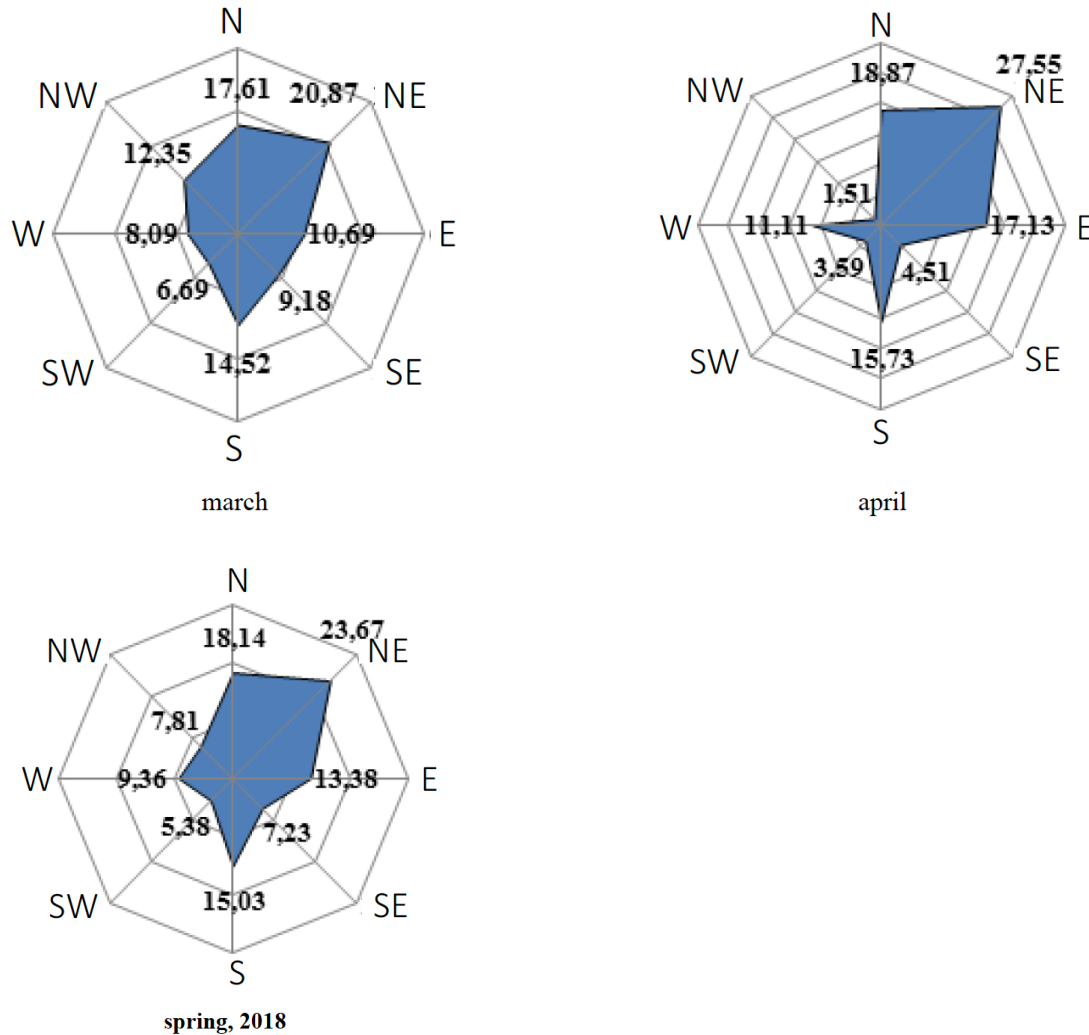 N
NW
17,61
20,87
NE
12,35
W
8,09
10,69
E
6,69
9,18
SW
14,52
SE
S
march
N
NW
18,87
27,55
NE
1,51
W
11,11
17,13
E
3,59
4,51
SW
15,73
SE
S
april
N
NW
18,14
23,67
NE
7,81
W
9,36
13,38
E
5,38
7,23
SW
15,03
SE
S
spring, 2018